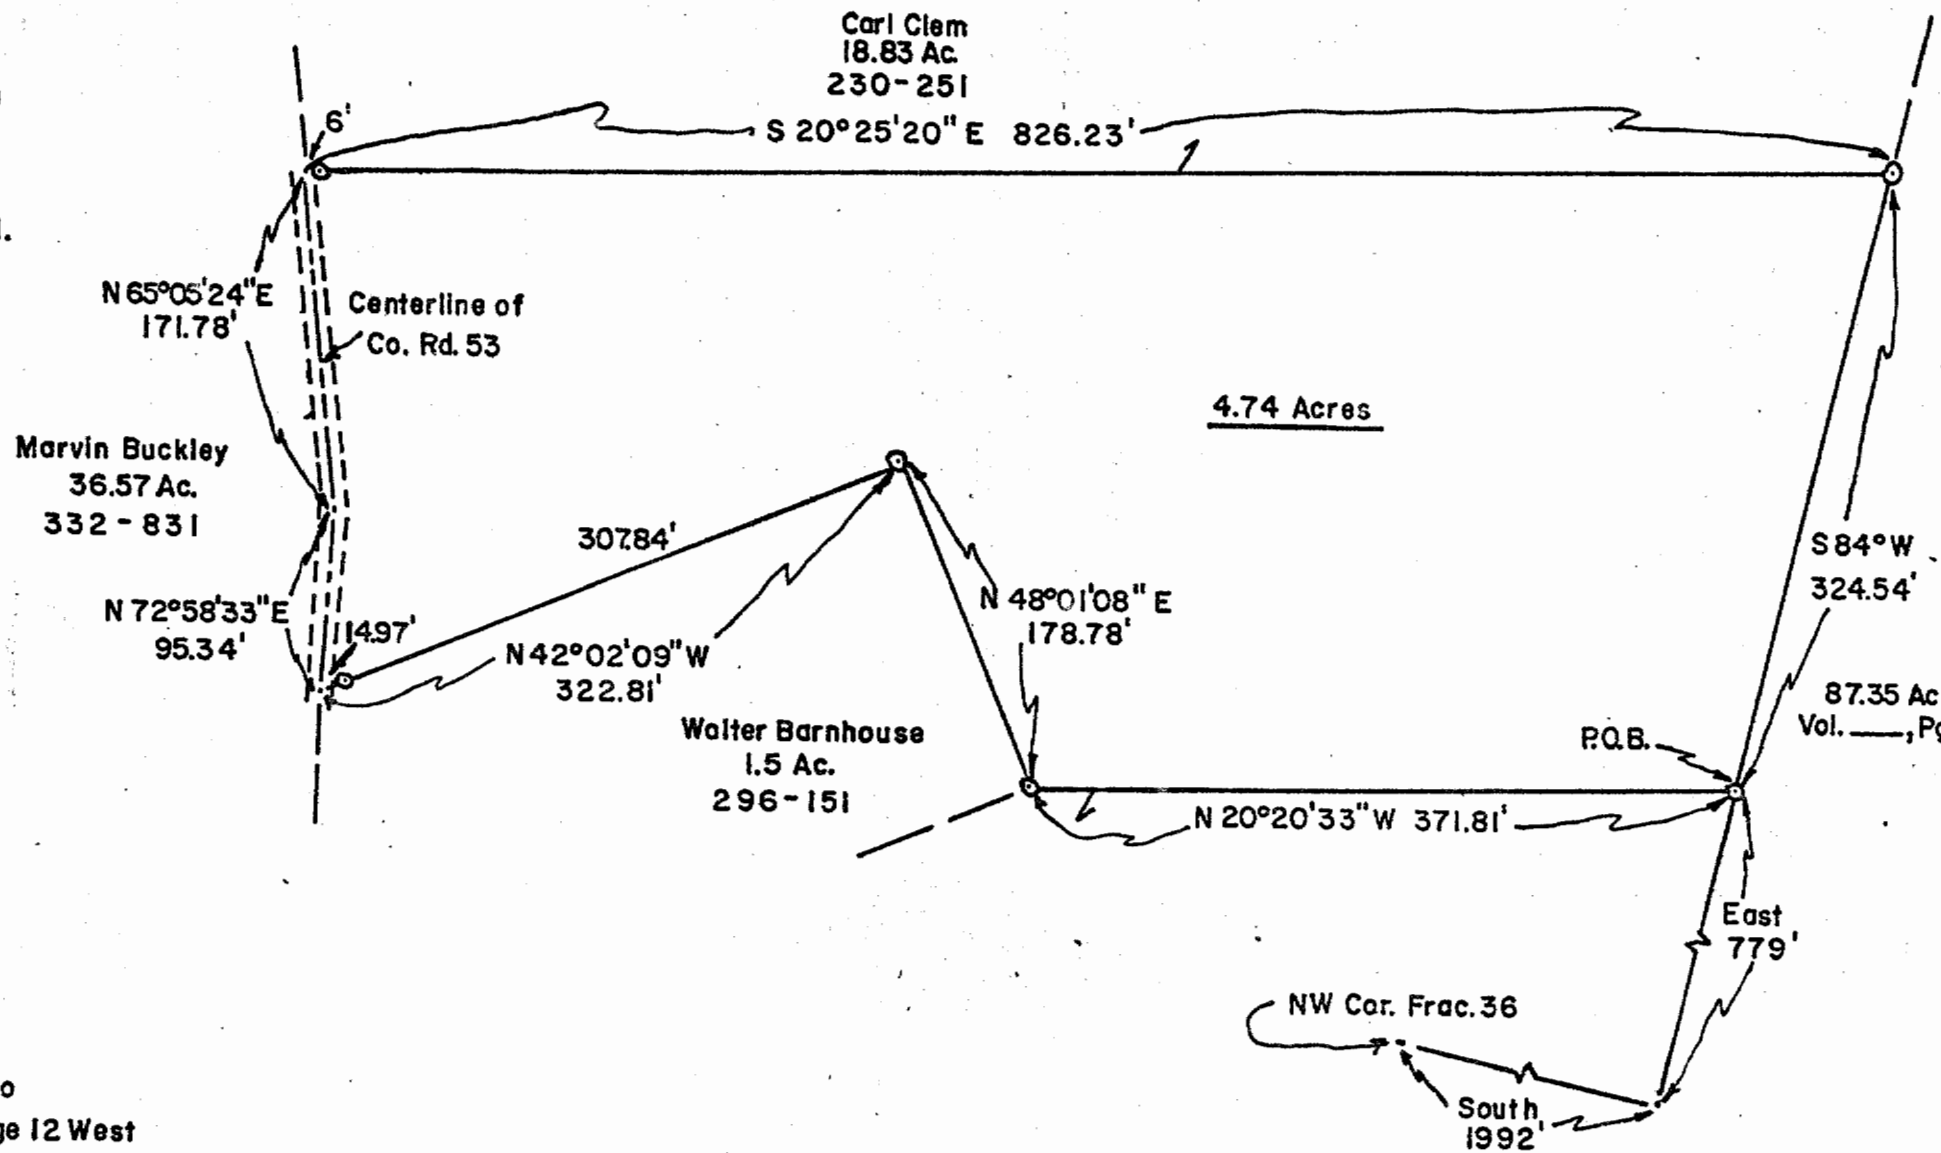 Carl Clem
18.83 Ac.
230-251
6'
S 20°25'20" E 826.23'
N 65°05'24" E
171.78'
Centerline of
Co. Rd. 53
4.74 Acres
Marvin Buckley
36.57 Ac.
332-831
307.84'
S 84° W
324.54'
N 48°01'08" E
178.78'
N 72°58'33" E
95.34'
14.97'
N 42°02'09" W
322.81'
87.35 Ac
Vol. ___, Pg
Walter Barnhouse
1.5 Ac.
296-151
P.O.B.
N 20°20'33" W 371.81'
East
779'
NW Cor. Frac. 36
South
1992'
ge 12 West